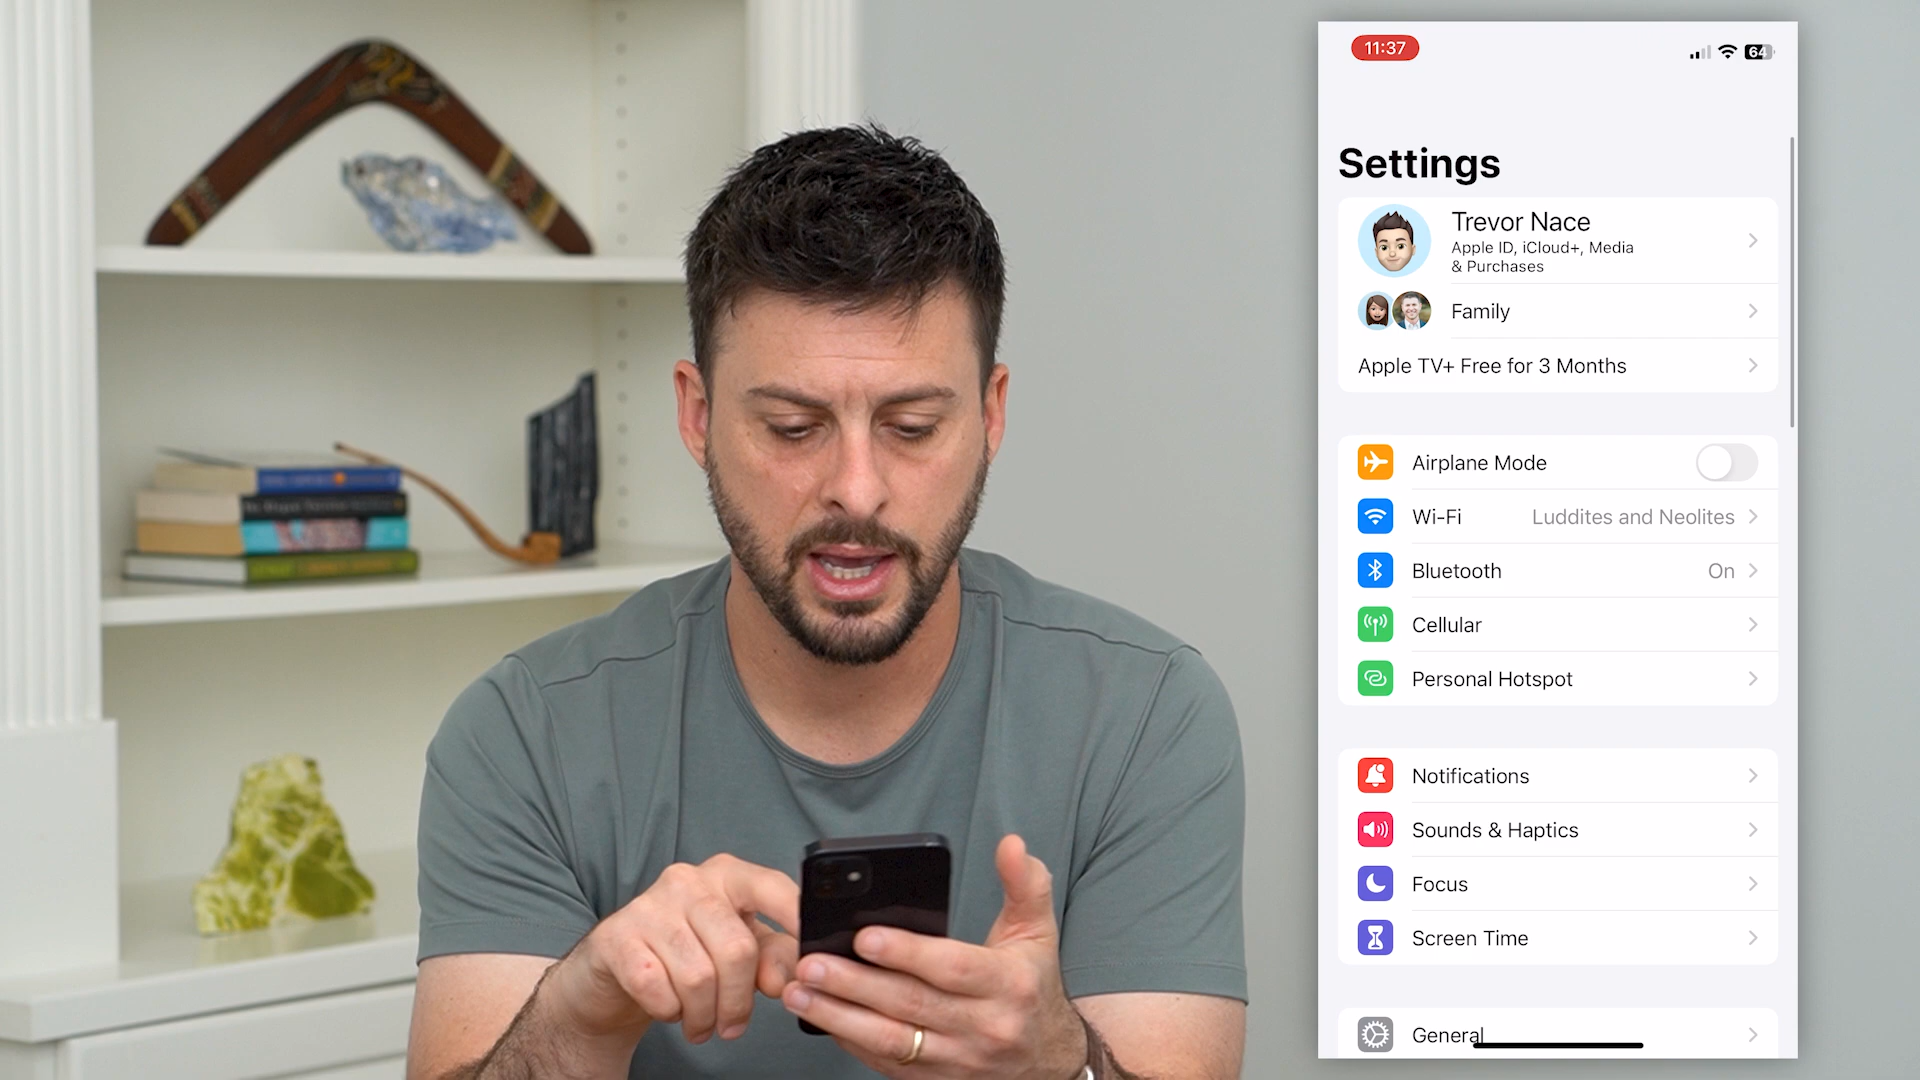 11:37
64
Settings
Trevor Nace
Apple ID, iCloud+, Media
& Purchases
Family
Apple TV+ Free for 3 Months
Airplane Mode
Wi-Fi Luddites and Neolites
Bluetooth On
Cellular
Personal Hotspot
Notifications
Sounds & Haptics
Focus
Screen Time
General